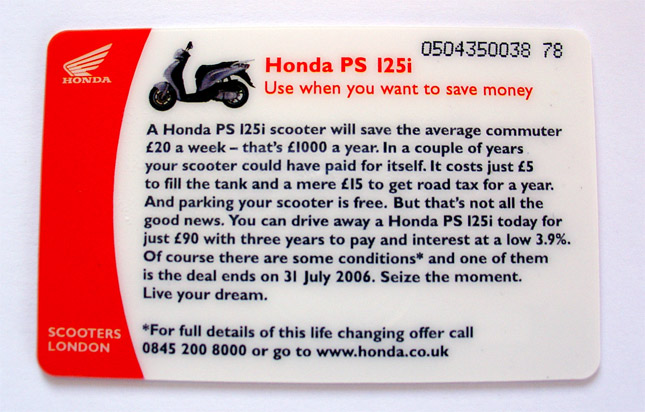 0504350038 78
HONDA
Honda PS 125i
Use when you want to save money
A Honda PS 125i scooter will save the average commuter
£20 a week – that's £1000 a year. In a couple of years
your scooter could have paid for itself. It costs just £5
to fill the tank and a mere £15 to get road tax for a year.
And parking your scooter is free. But that's not all the
good news. You can drive away a Honda PS 125i today for
just £90 with three years to pay and interest at a low 3.9%.
Of course there are some conditions* and one of them
is the deal ends on 31 July 2006. Seize the moment.
Live your dream.
SCOOTERS
LONDON
*For full details of this life changing offer call
0845 200 8000 or go to www.honda.co.uk